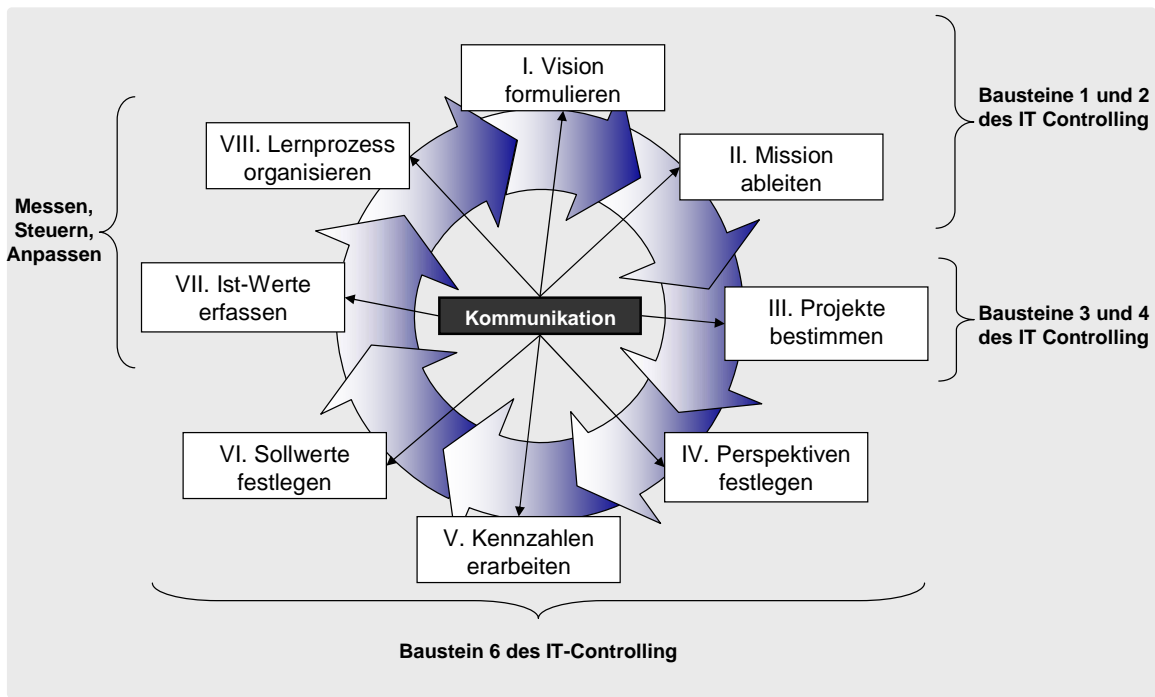 I. Vision
formulieren
Bausteine 1 und 2
des IT Controlling
VIII. Lernprozess
organisieren
II. Mission
ableiten
Messen,
Steuern,
Anpassen
VII. Ist-Werte
erfassen
Kommunikation
III. Projekte
bestimmen
Bausteine 3 und 4
des IT Controlling
VI. Sollwerte
festlegen
IV. Perspektiven
festlegen
V. Kennzahlen
erarbeiten
Baustein 6 des IT-Controlling